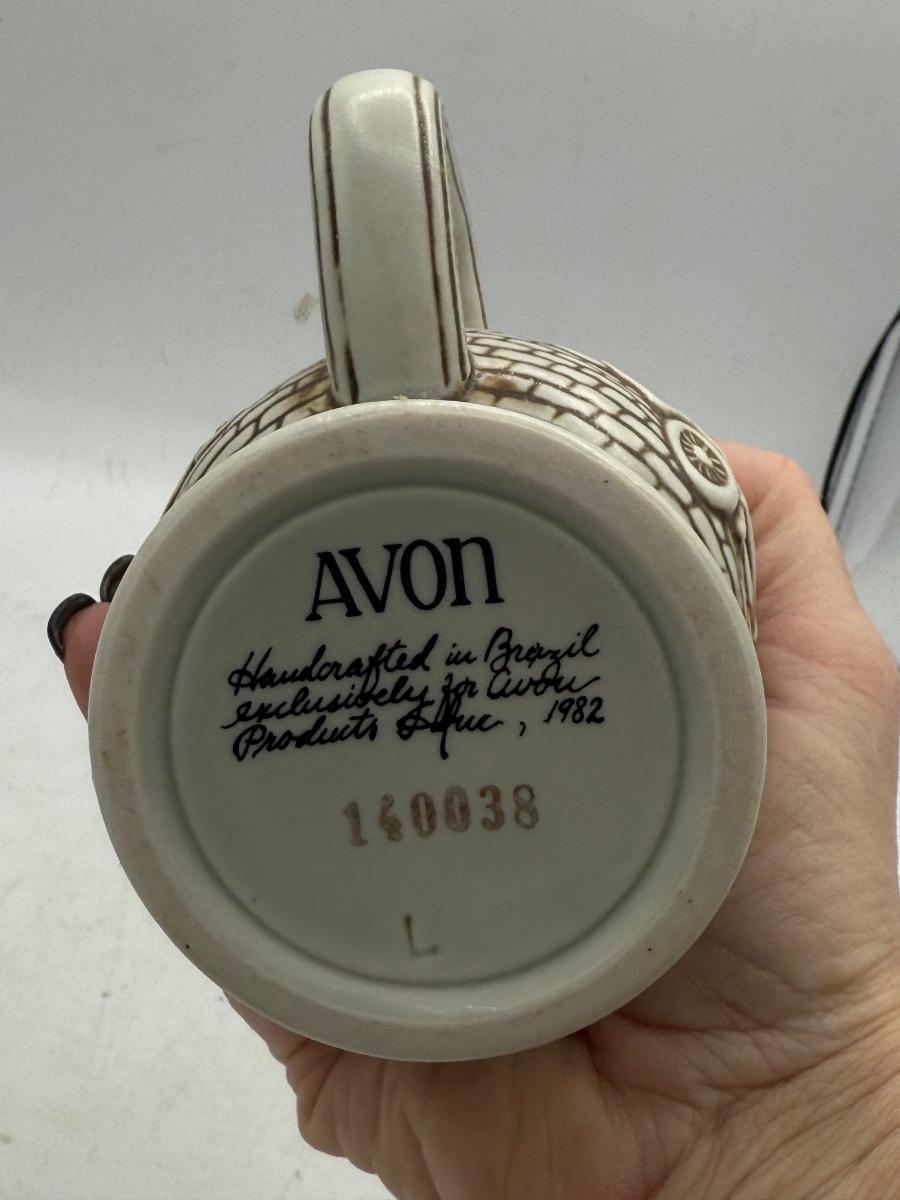 AVON
Handcrafted in Brazil
exclusively for Avon
Products Inc , 1982
140038
L